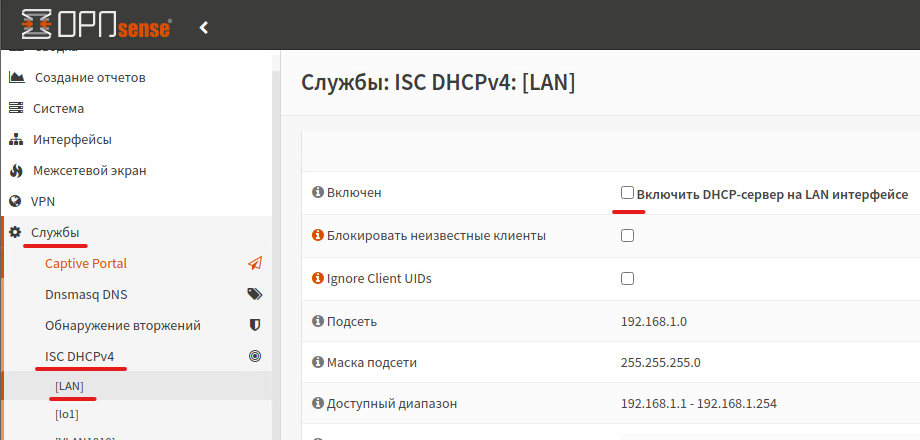 OPNsense®
Создание отчетов
Система
Интерфейсы
Межсетевой экран
VPN
Службы
Captive Portal
Dnsmasq DNS
Обнаружение вторжений
ISC DHCPv4
[LAN]
[lo1]
Службы: ISC DHCPv4: [LAN]
Включен
Включить DHCP-сервер на LAN интерфейсе
Блокировать неизвестные клиенты
Ignore Client UIDs
Подсеть
192.168.1.0
Маска подсети
255.255.255.0
Доступный диапазон
192.168.1.1 - 192.168.1.254